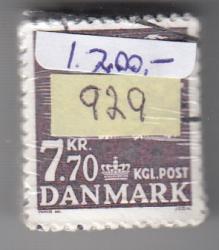 1.200,-
929
7 KR.
70 KGL.POST
DANMARK